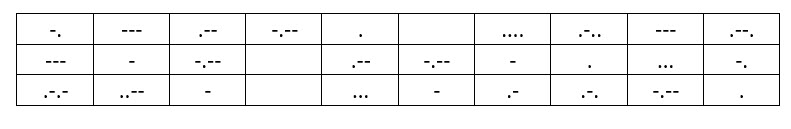 -. --- .-- -.-- . .... .-.. --- .--.
--- - -.-- .-- -.-- - . ... -.
.-.- ..-- - ... - .- .-. -.-- .